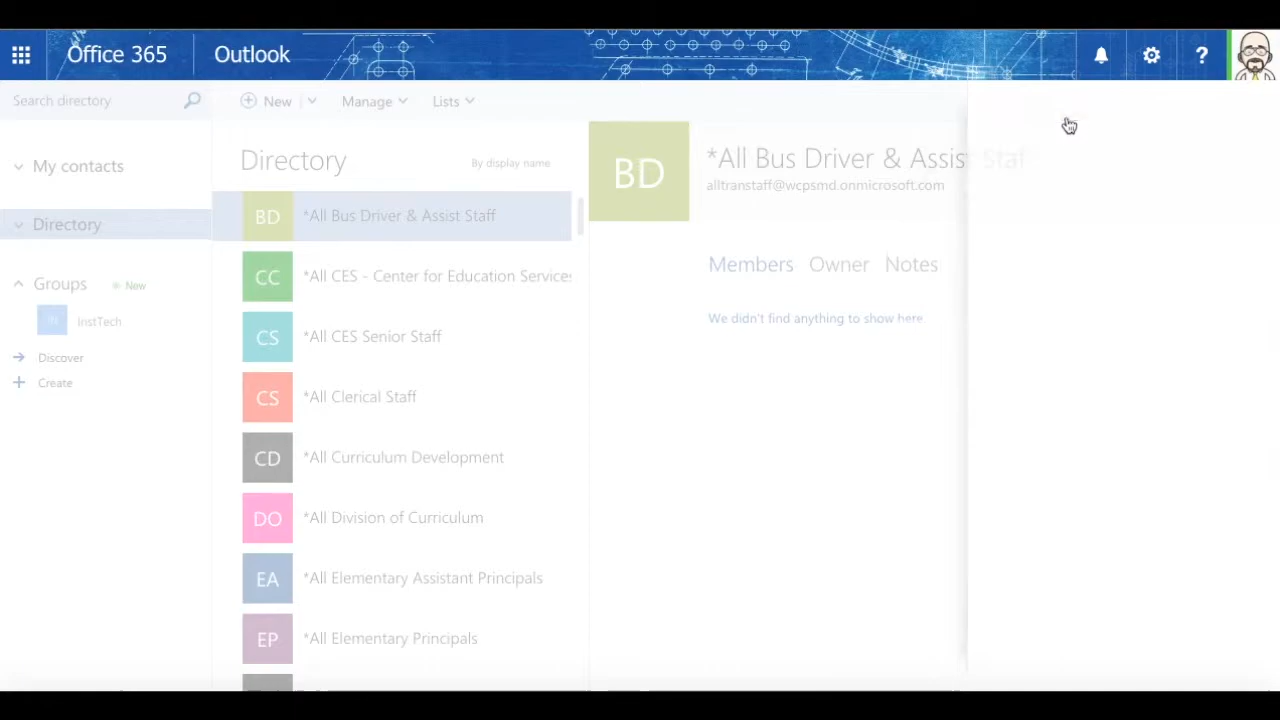 Office 365
Outlook
?
Search directory
New
Manage
Lists
My contacts
Directory
Groups
New
InstTech
Discover
Create
Directory
By display name
BD
*All Bus Driver & Assist Staff
CC
*All CES - Center for Education Services
CS
*All CES Senior Staff
CS
*All Clerical Staff
CD
*All Curriculum Development
DO
*All Division of Curriculum
EA
*All Elementary Assistant Principals
EP
*All Elementary Principals
BD
*All Bus Driver & Assist Staf
alltranstaff@wcpsmd.onmicrosoft.com
Members
Owner
Notes
We didn't find anything to show here.